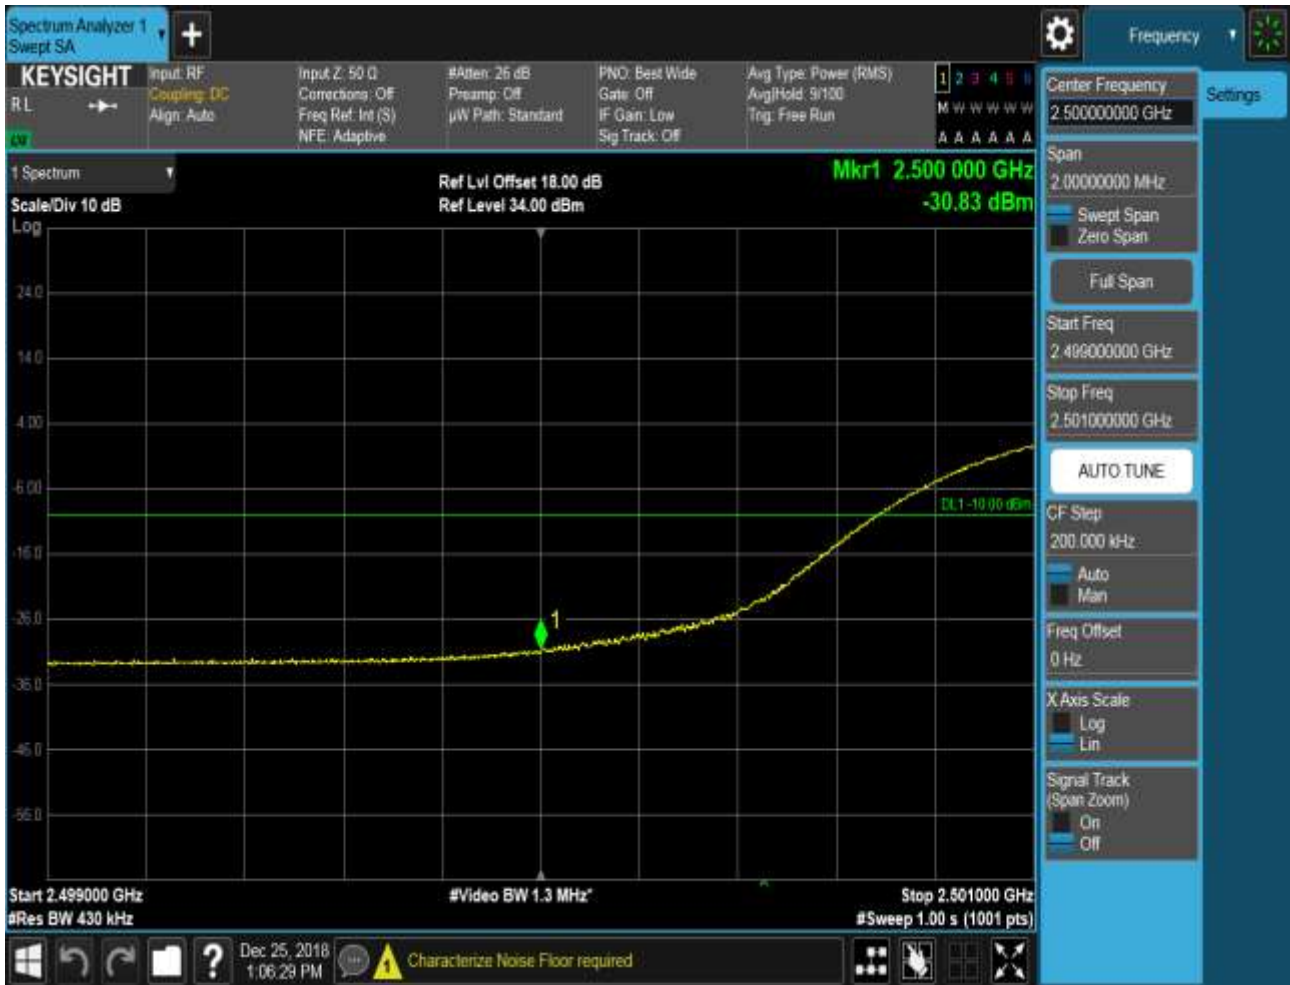 Spectrum Analyzer 1
Swept SA
Frequency
KEYSIGHT
R L
Input: RF
Coupling: DC
Align: Auto
Input Z: 50 Ω
Corrections: Off
Freq Ref: Int (S)
NFE: Adaptive
#Atten: 26 dB
Preamp: Off
µW Path: Standard
PNO: Best Wide
Gate: Off
IF Gain: Low
Sig Track: Off
Avg Type: Power (RMS)
Avg|Hold: 9/100
Trig: Free Run
1 2 3 4 5 6
M W W W W W
A A A A A A
1 Spectrum
Scale/Div 10 dB
Log
Ref Lvl Offset 18.00 dB
Ref Level 34.00 dBm
Mkr1 2.500 000 GHz
-30.83 dBm
24.0
14.0
4.00
-6.00
-16.0
-26.0
-36.0
-46.0
-56.0
DL1 -10.00 dBm
1
Start 2.499000 GHz
#Res BW 430 kHz
#Video BW 1.3 MHz*
Stop 2.501000 GHz
#Sweep 1.00 s (1001 pts)
Center Frequency
2.500000000 GHz
Settings
Span
2.00000000 MHz
Swept Span
Zero Span
Full Span
Start Freq
2.499000000 GHz
Stop Freq
2.501000000 GHz
AUTO TUNE
CF Step
200.000 kHz
Auto
Man
Freq Offset
0 Hz
X Axis Scale
Log
Lin
Signal Track
(Span Zoom)
On
Off
?
Dec 25, 2018
1:06:29 PM
1
Characterize Noise Floor required